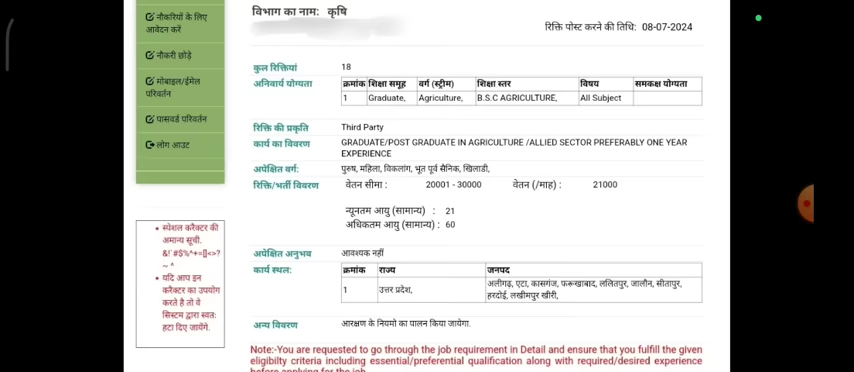 नौकरियों के लिए
आवेदन करें
नौकरी छोड़े
मोबाइल/ईमेल
परिवर्तन
पासवर्ड परिवर्तन
लोग आउट
स्पेशल करैक्टर की
अमान्य सूची.
&!`#$%^+=[]<>?
~ ^
यदि आप इन
करैक्टर का उपयोग
करते है तो वे
सिस्टम द्वारा स्वत:
हटा दिए जायेंगे.
विभाग का नाम: कृषि
रिक्ति पोस्ट करने की तिथि: 08-07-2024
कुल रिक्तियां 18
अनिवार्य योग्यता क्रमांक शिक्षा समूह वर्ग (स्ट्रीम) शिक्षा स्तर विषय समकक्ष योग्यता
1 Graduate, Agriculture, B.S.C AGRICULTURE, All Subject
रिक्ति की प्रकृति Third Party
कार्य का विवरण GRADUATE/POST GRADUATE IN AGRICULTURE /ALLIED SECTOR PREFERABLY ONE YEAR
EXPERIENCE
अपेक्षित वर्ग: पुरुष, महिला, विकलांग, भूत पूर्व सैनिक, खिलाडी,
रिक्ति/भर्ती विवरण वेतन सीमा : 20001 - 30000 वेतन (/माह) : 21000
न्यूनतम आयु (सामान्य) : 21
अधिकतम आयु (सामान्य) : 60
अपेक्षित अनुभव आवश्यक नहीं
कार्य स्थल: क्रमांक राज्य जनपद
1 उत्तर प्रदेश, अलीगढ़, एटा, कासगंज, फरूखाबाद, ललितपुर, जालौन, सीतापुर,
हरदोई, लखीमपुर खीरी,
अन्य विवरण आरक्षण के नियमो का पालन किया जायेगा.
Note:-You are requested to go through the job requirement in Detail and ensure that you fulfill the given
eligibilty criteria including essential/preferential qualification along with required/desired experience
before applying for the job